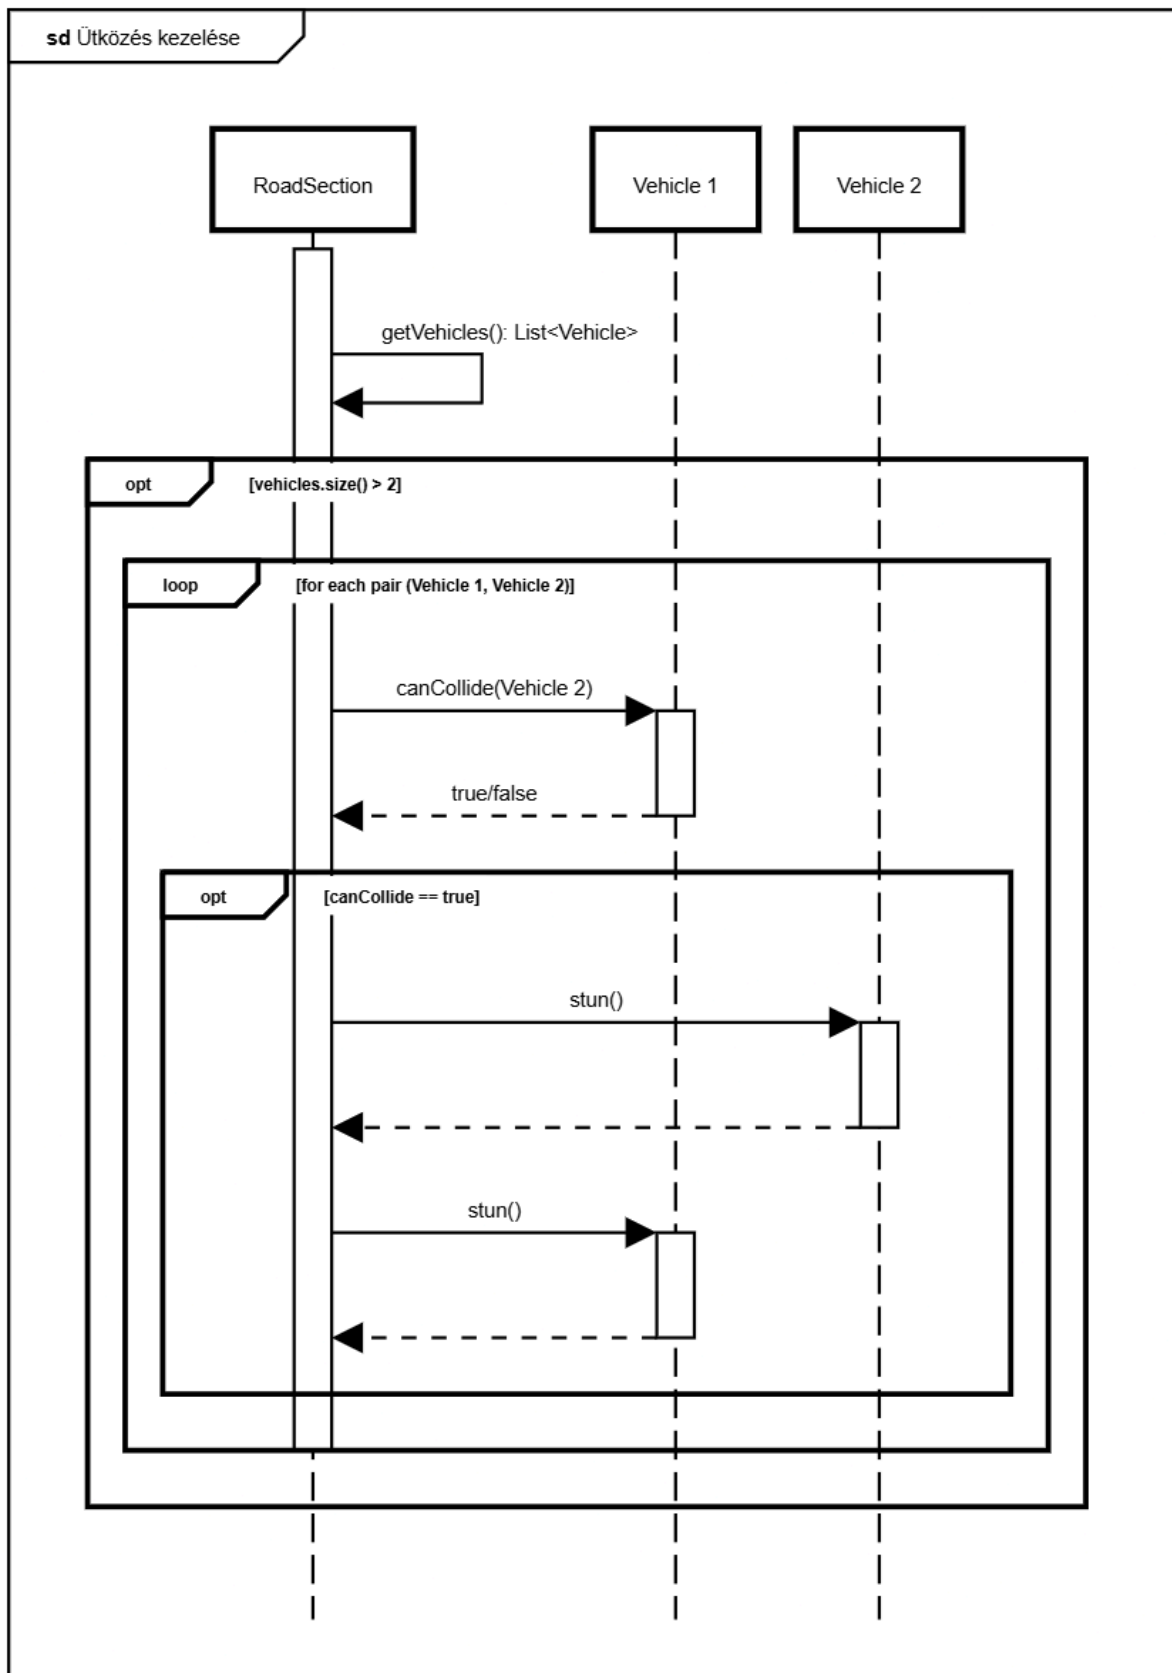 sd Ütközés kezelése
RoadSection
Vehicle 1
Vehicle 2
getVehicles(): List<Vehicle>
opt
[vehicles.size() > 2]
loop
[for each pair (Vehicle 1, Vehicle 2)]
canCollide(Vehicle 2)
true/false
opt
[canCollide == true]
stun()
stun()